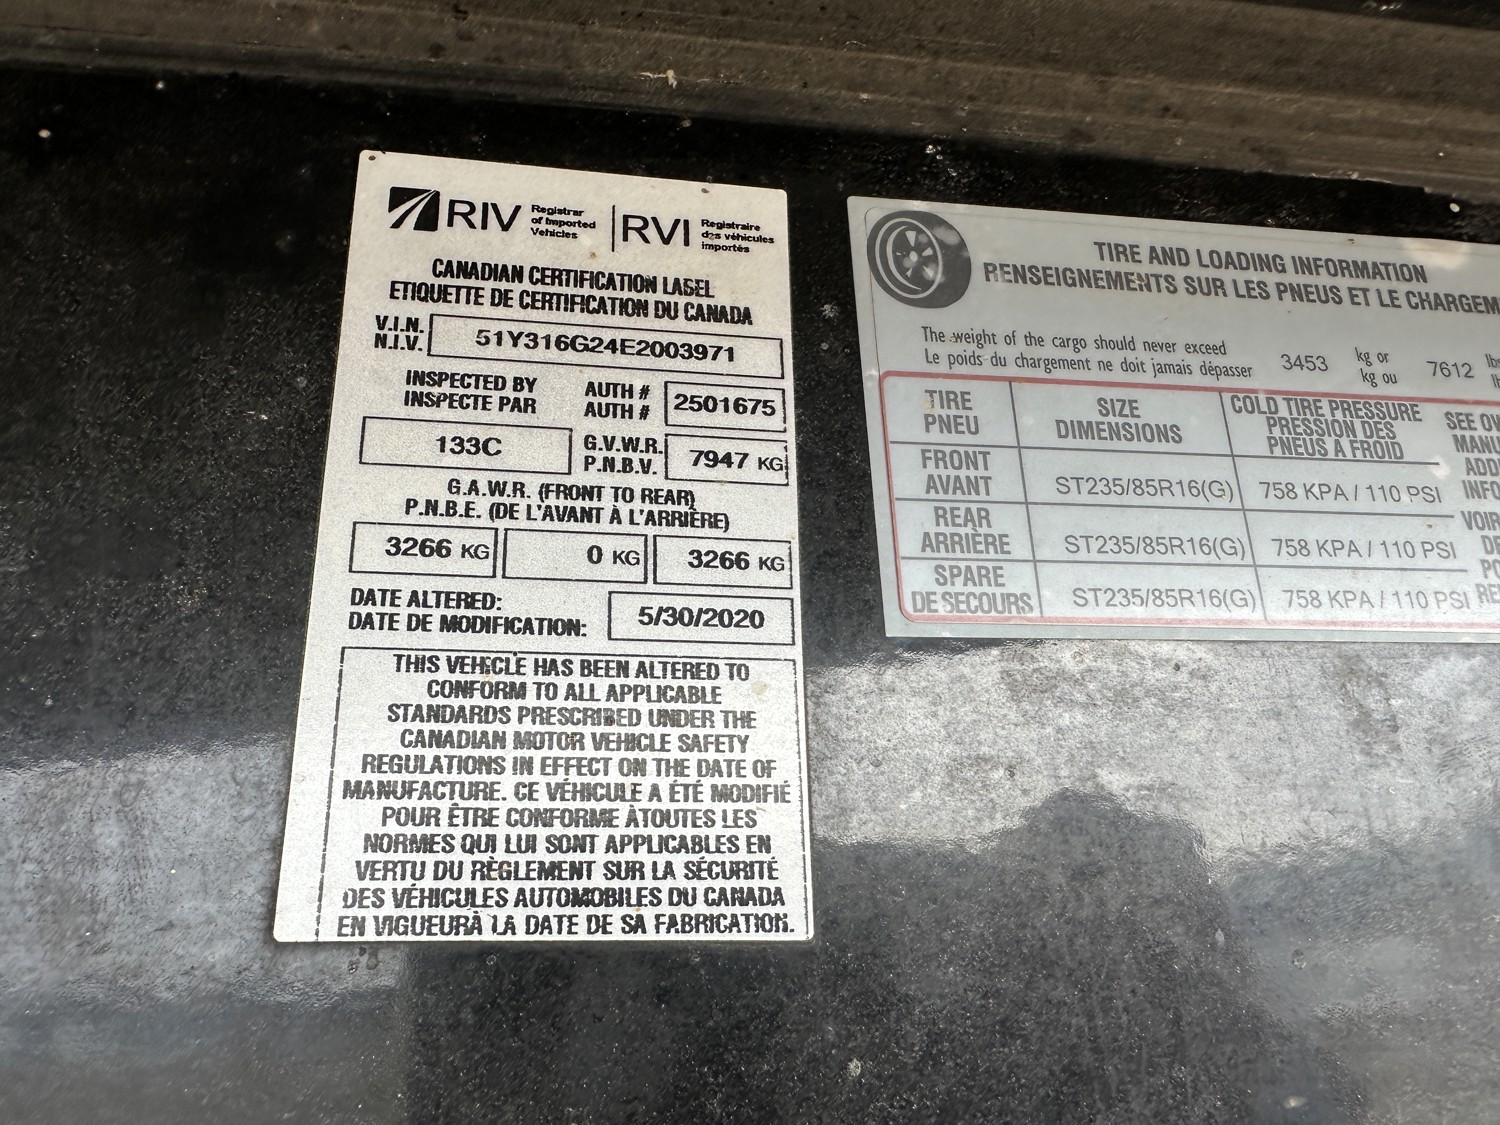 RIV Registrar of Imported Vehicles | RVI Registraire des véhicules importés
CANADIAN CERTIFICATION LABEL
ETIQUETTE DE CERTIFICATION DU CANADA
V.I.N.
N.I.V.
51Y316G24E2003971
INSPECTED BY
INSPECTE PAR
AUTH #
AUTH #
2501675
133C
G.V.W.R.
P.N.B.V.
7947 KG
G.A.W.R. (FRONT TO REAR)
P.N.B.E. (DE L'AVANT À L'ARRIÈRE)
3266 KG 0 KG 3266 KG
DATE ALTERED:
DATE DE MODIFICATION:
5/30/2020
THIS VEHICLE HAS BEEN ALTERED TO
CONFORM TO ALL APPLICABLE
STANDARDS PRESCRIBED UNDER THE
CANADIAN MOTOR VEHICLE SAFETY
REGULATIONS IN EFFECT ON THE DATE OF
MANUFACTURE. CE VÉHICULE A ÉTÉ MODIFIÉ
POUR ÊTRE CONFORME ÀTOUTES LES
NORMES QUI LUI SONT APPLICABLES EN
VERTU DU RÈGLEMENT SUR LA SÉCURITÉ
DES VÉHICULES AUTOMOBILES DU CANADA
EN VIGUEURÀ LA DATE DE SA FABRICATION.
TIRE AND LOADING INFORMATION
RENSEIGNEMENTS SUR LES PNEUS ET LE CHARGEM
The weight of the cargo should never exceed
Le poids du chargement ne doit jamais dépasser
3453 kg or
kg ou
7612
TIRE
PNEU
SIZE
DIMENSIONS
COLD TIRE PRESSURE
PRESSION DES
PNEUS A FROID
SEE OW
MANU
ADD
INFO
VOIR
FRONT
AVANT
ST235/85R16(G) 758 KPA / 110 PSI
REAR
ARRIÈRE
ST235/85R16(G) 758 KPA / 110 PSI
SPARE
DE SECOURS
ST235/85R16(G) 758 KPA / 110 PSI